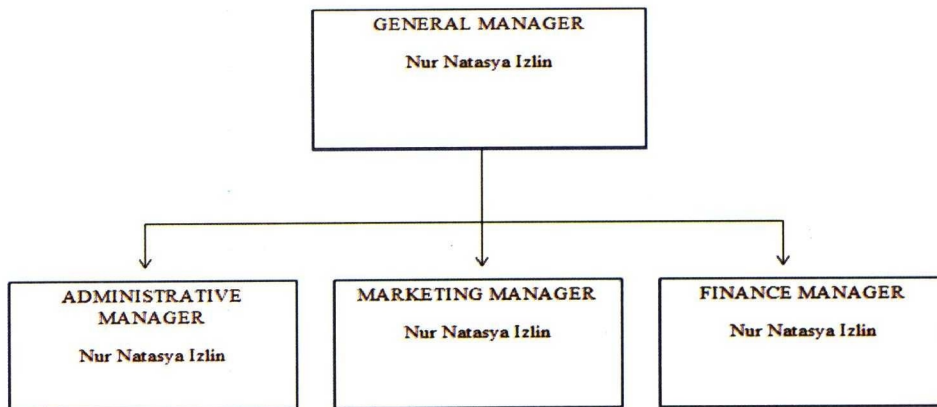 GENERAL MANAGER
Nur Natasya Izlin
ADMINISTRATIVE
MANAGER
Nur Natasya Izlin
MARKETING MANAGER
Nur Natasya Izlin
FINANCE MANAGER
Nur Natasya Izlin